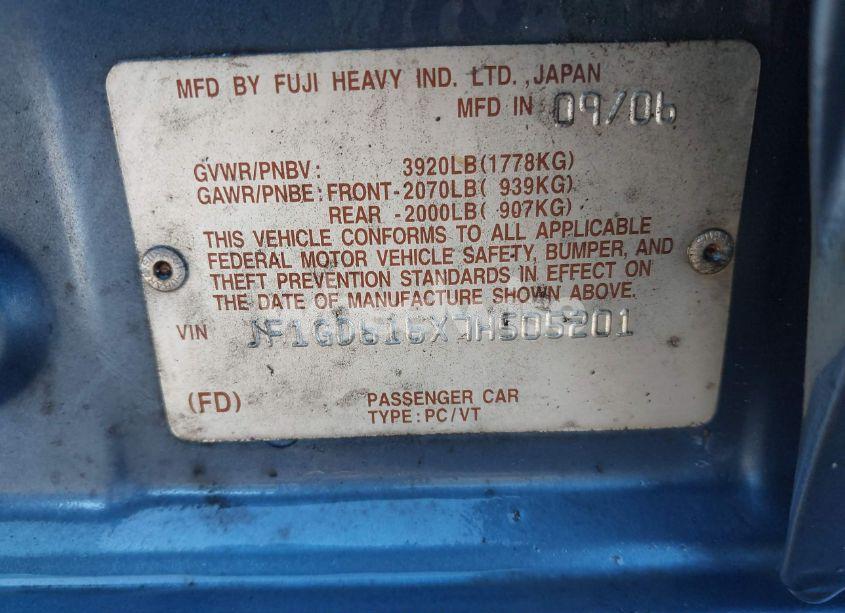 MFD BY FUJI HEAVY IND. LTD., JAPAN
MFD IN 09/06
GVWR/PNBV: 3920LB(1778KG)
GAWR/PNBE: FRONT-2070LB( 939KG)
REAR -2000LB( 907KG)
THIS VEHICLE CONFORMS TO ALL APPLICABLE
FEDERAL MOTOR VEHICLE SAFETY, BUMPER, AND
THEFT PREVENTION STANDARDS IN EFFECT ON
THE DATE OF MANUFACTURE SHOWN ABOVE.
VIN JF1GD616X7H505201
(FD) PASSENGER CAR
TYPE: PC/VT